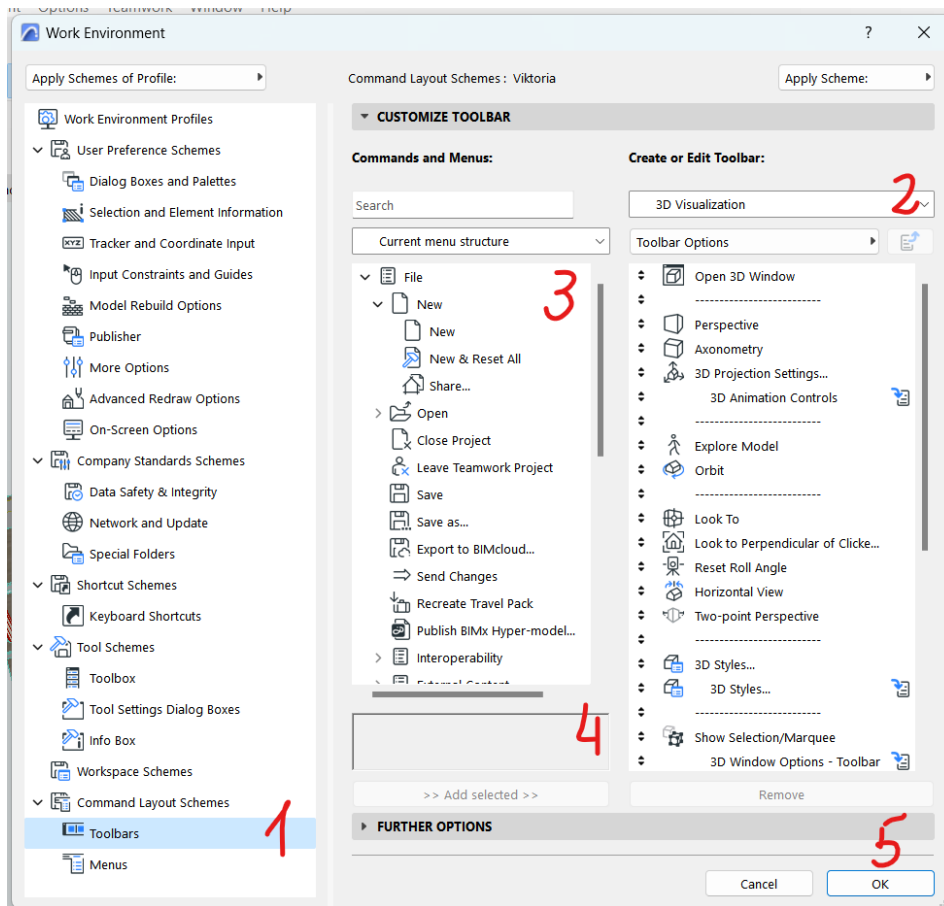 Options Teamwork Window Help
Work Environment
?
Apply Schemes of Profile:
Command Layout Schemes : Viktoria
Apply Scheme:
Work Environment Profiles
User Preference Schemes
Dialog Boxes and Palettes
Selection and Element Information
XYZ Tracker and Coordinate Input
Input Constraints and Guides
Model Rebuild Options
Publisher
More Options
Advanced Redraw Options
On-Screen Options
Company Standards Schemes
Data Safety & Integrity
Network and Update
Special Folders
Shortcut Schemes
Keyboard Shortcuts
Tool Schemes
Toolbox
Tool Settings Dialog Boxes
Info Box
Workspace Schemes
Command Layout Schemes
Toolbars
1
Menus
CUSTOMIZE TOOLBAR
Commands and Menus:
Search
Current menu structure
3
File
New
New
New & Reset All
Share...
Open
Close Project
Leave Teamwork Project
Save
Save as...
Export to BIMcloud...
Send Changes
Recreate Travel Pack
Publish BIMx Hyper-model...
Interoperability
External Content
4
>> Add selected >>
Create or Edit Toolbar:
3D Visualization
2
Toolbar Options
Open 3D Window
-------------------------
Perspective
Axonometry
3D Projection Settings...
3D Animation Controls
-------------------------
Explore Model
Orbit
-------------------------
Look To
Look to Perpendicular of Clicke...
Reset Roll Angle
Horizontal View
Two-point Perspective
-------------------------
3D Styles...
3D Styles...
-------------------------
Show Selection/Marquee
3D Window Options - Toolbar
Remove
FURTHER OPTIONS
5
Cancel
OK